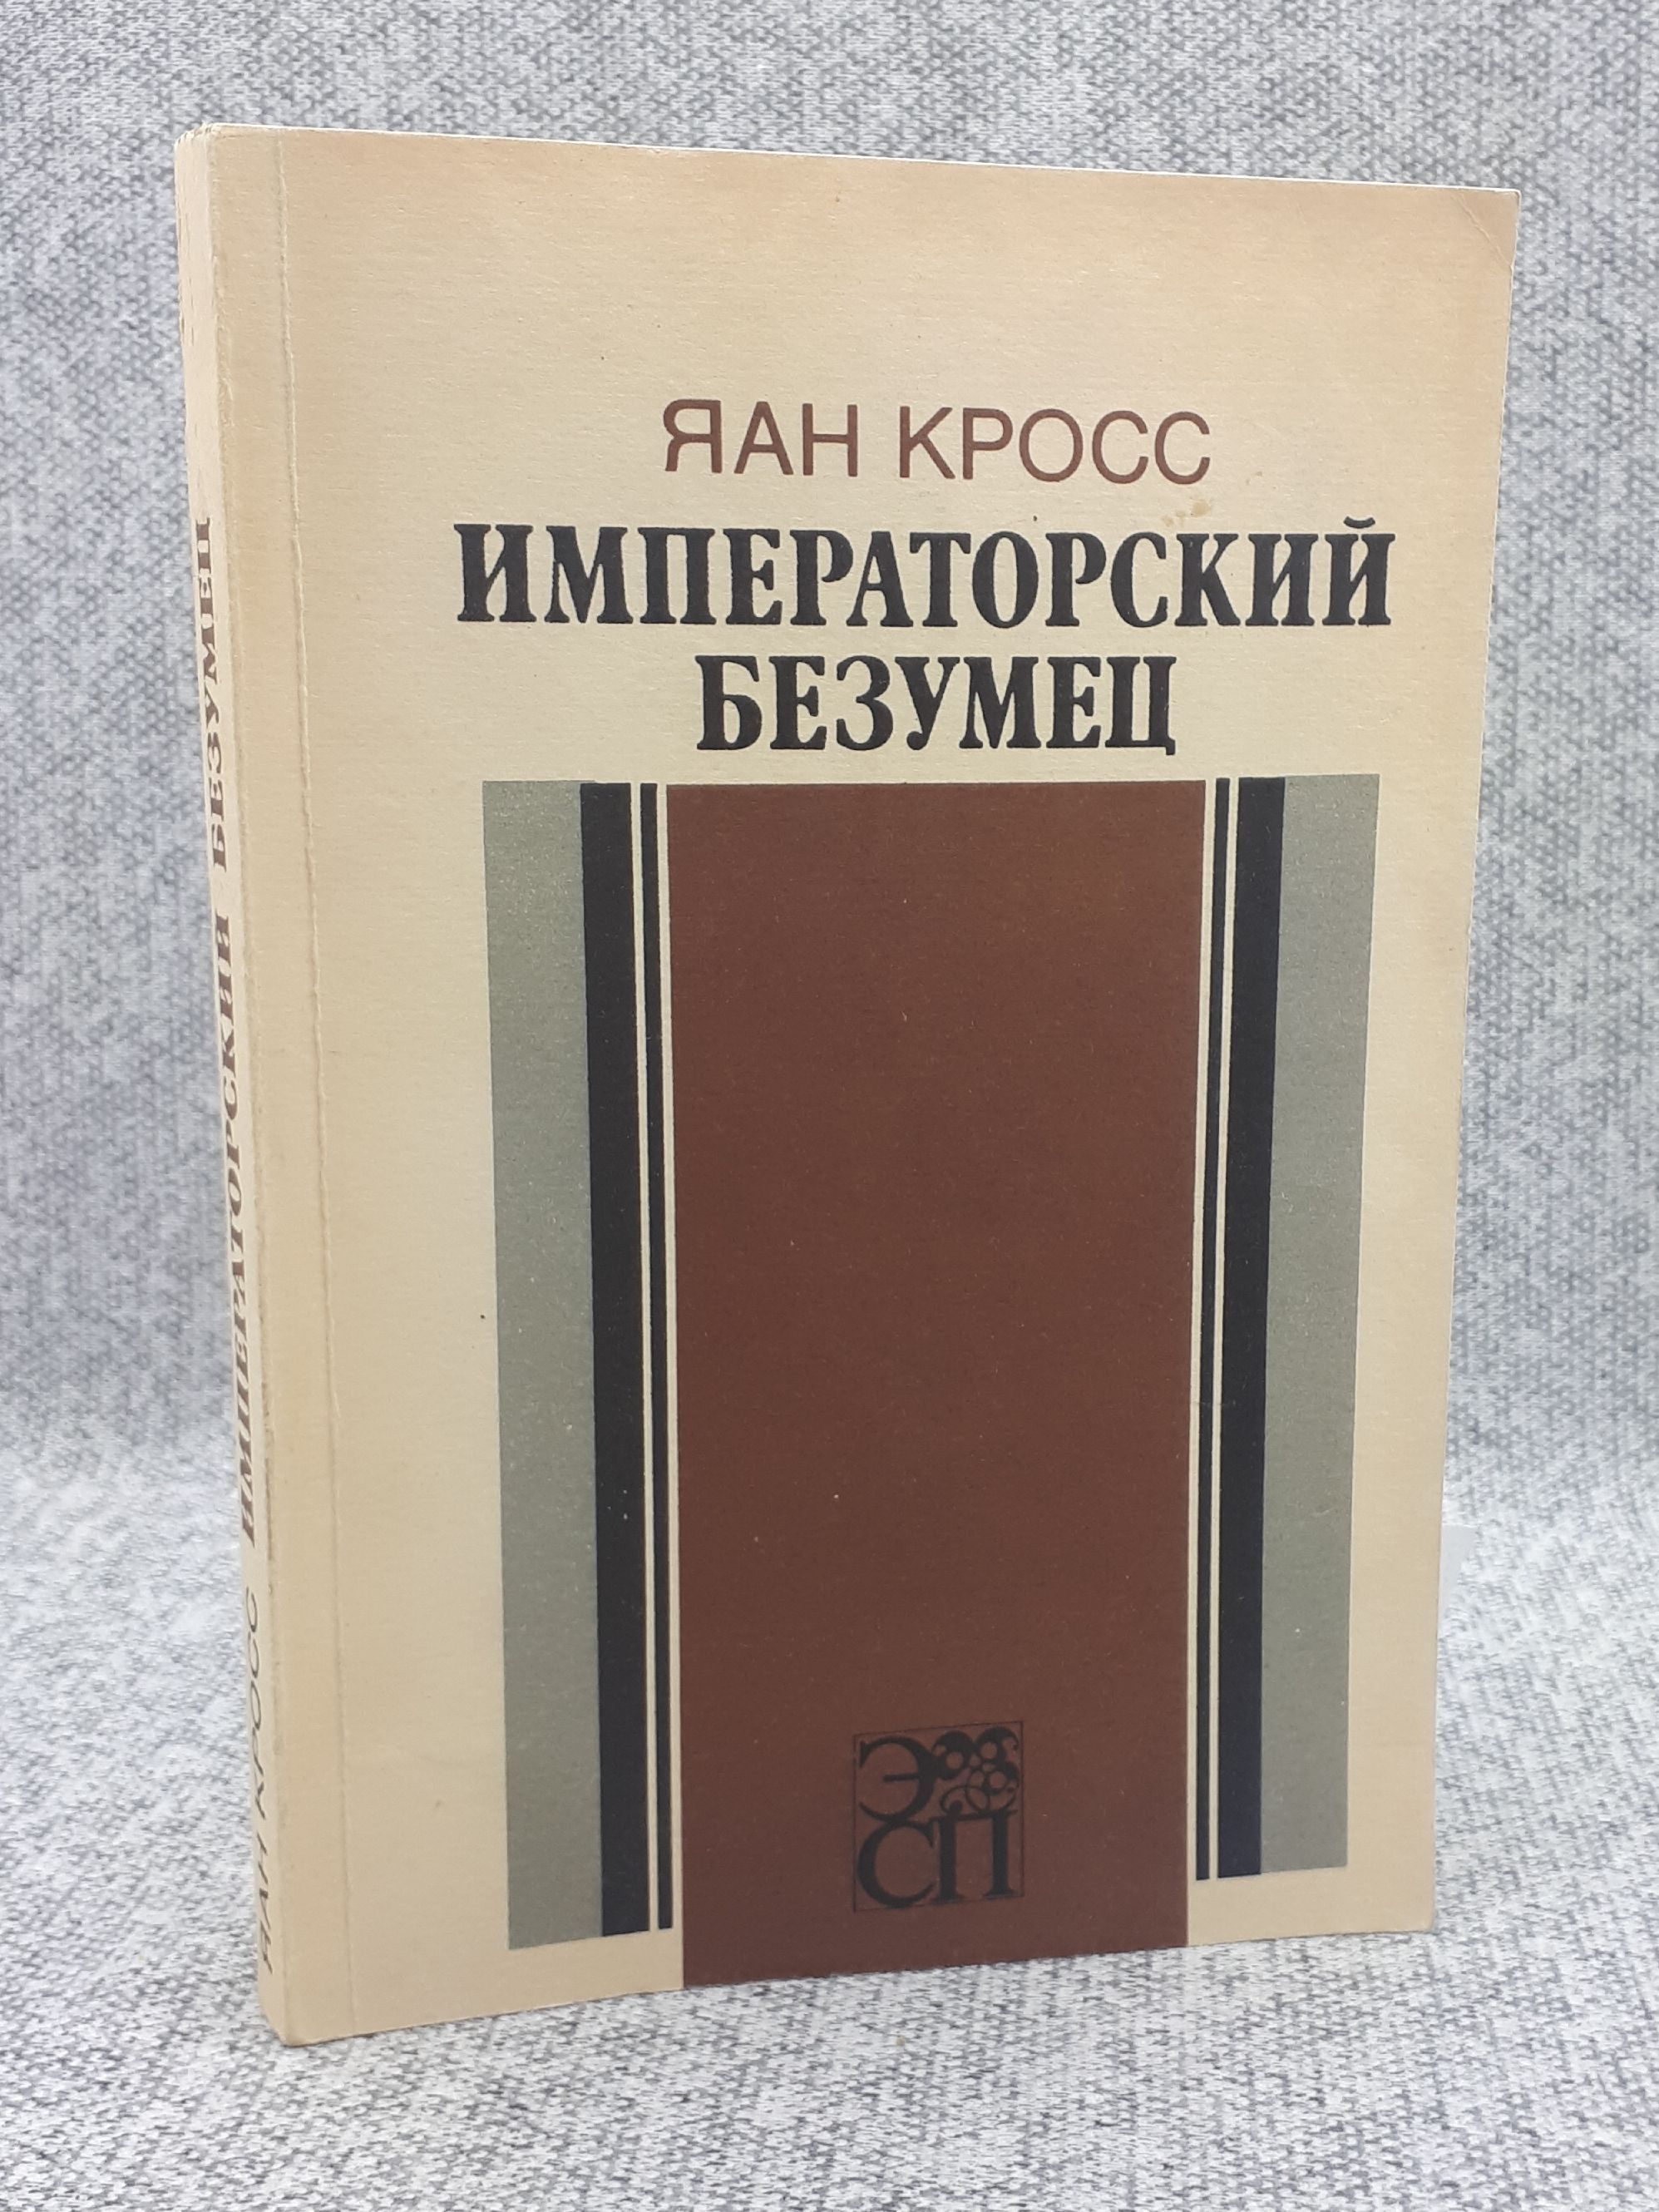 ЯАН КРОСС
ИМПЕРАТОРСКИЙ
БЕЗУМЕЦ
ЭСП
ЯАН КРОСС ИМПЕРАТОРСКИЙ БЕЗУМЕЦ